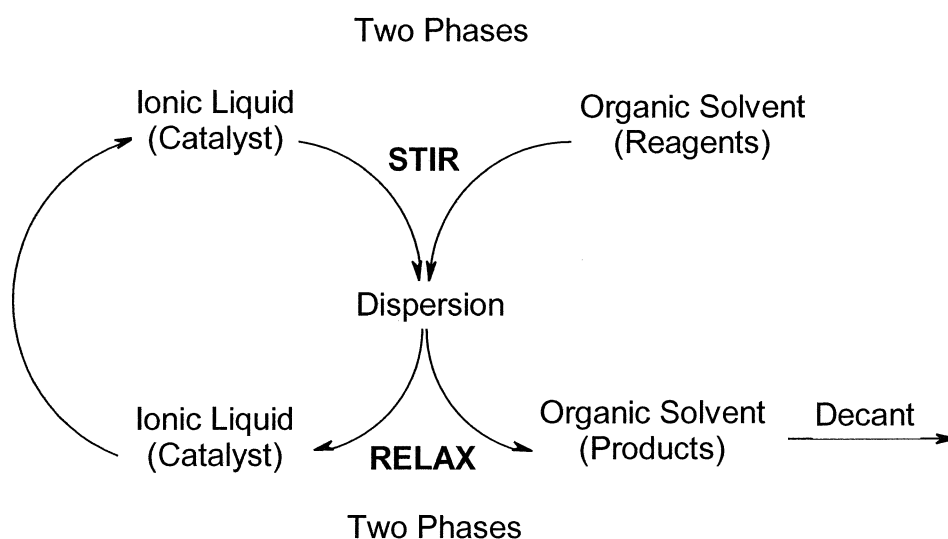 Two Phases
Ionic Liquid
(Catalyst)
Organic Solvent
(Reagents)
STIR
Dispersion
Ionic Liquid
(Catalyst)
RELAX
Organic Solvent
(Products)
Decant
Two Phases